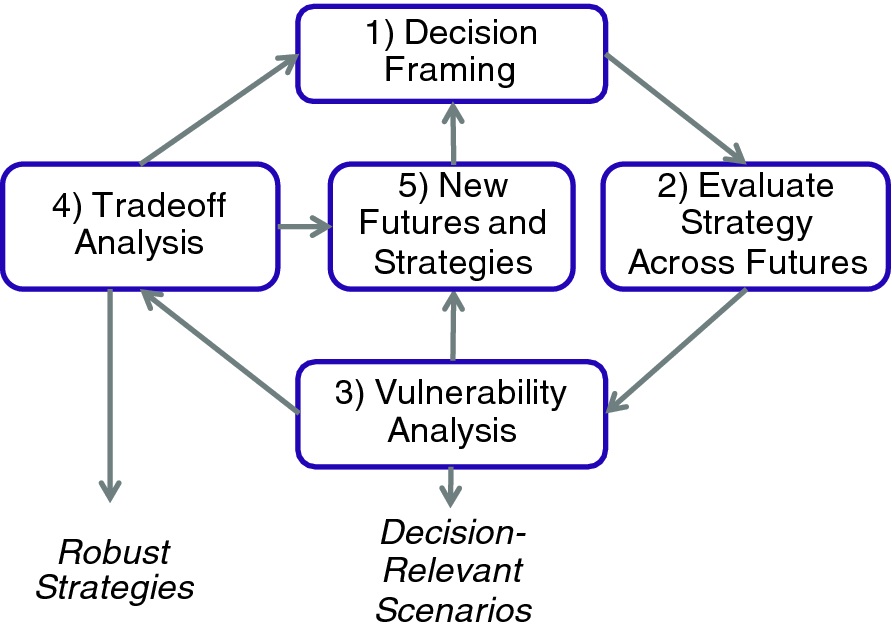 1) Decision
Framing
4) Tradeoff
Analysis
5) New
Futures and
Strategies
2) Evaluate
Strategy
Across Futures
3) Vulnerability
Analysis
Robust
Strategies
Decision-
Relevant
Scenarios